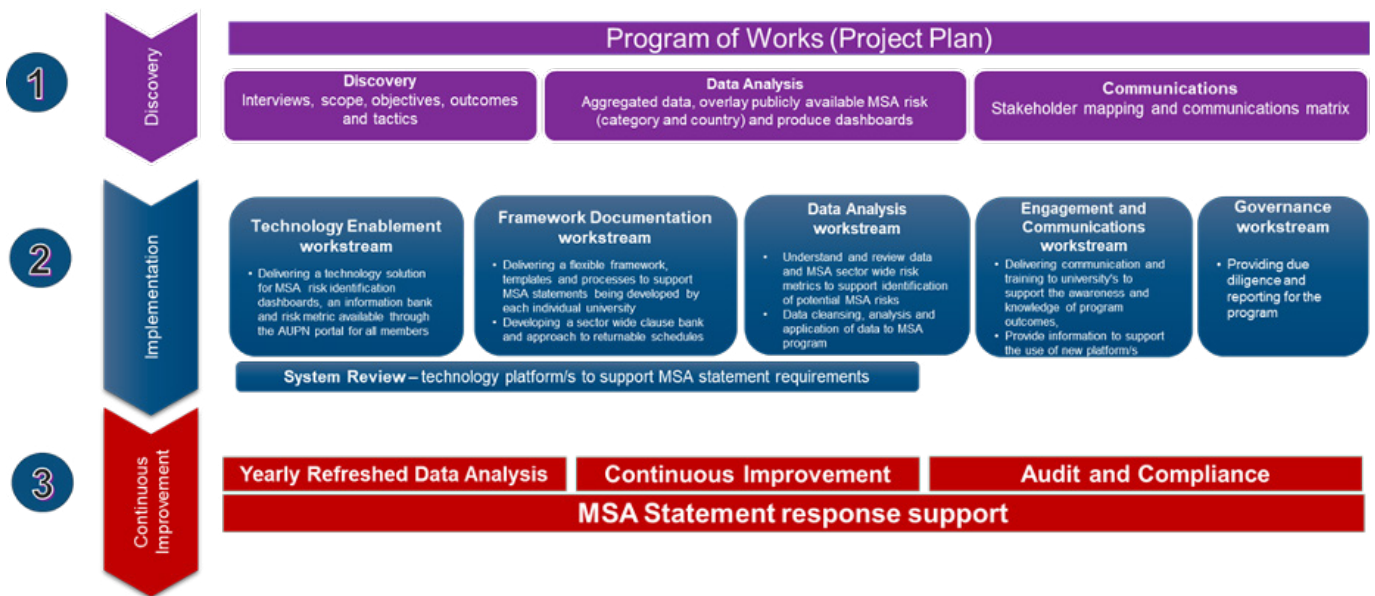 1
Discovery
Program of Works (Project Plan)
Discovery
Interviews, scope, objectives, outcomes
and tactics
Data Analysis
Aggregated data, overlay publicly available MSA risk
(category and country) and produce dashboards
Communications
Stakeholder mapping and communications matrix
2
Implementation
Technology Enablement
workstream
• Delivering a technology solution
for MSA risk identification
dashboards, an information bank
and risk metric available through
the AUPN portal for all members
Framework Documentation
workstream
• Delivering a flexible framework,
templates and processes to support
MSA statements being developed by
each individual university
• Developing a sector wide clause bank
and approach to returnable schedules
Data Analysis
workstream
• Understand and review data
and MSA sector wide risk
metrics to support identification
of potential MSA risks
• Data cleansing, analysis and
application of data to MSA
program
Engagement and
Communications
workstream
• Delivering communication and
training to university's to
support the awareness and
knowledge of program
outcomes,
• Provide information to support
the use of new platform/s
Governance
workstream
• Providing due
diligence and
reporting for the
program
System Review – technology platform/s to support MSA statement requirements
3
Continuous
Improvement
Yearly Refreshed Data Analysis
Continuous Improvement
Audit and Compliance
MSA Statement response support